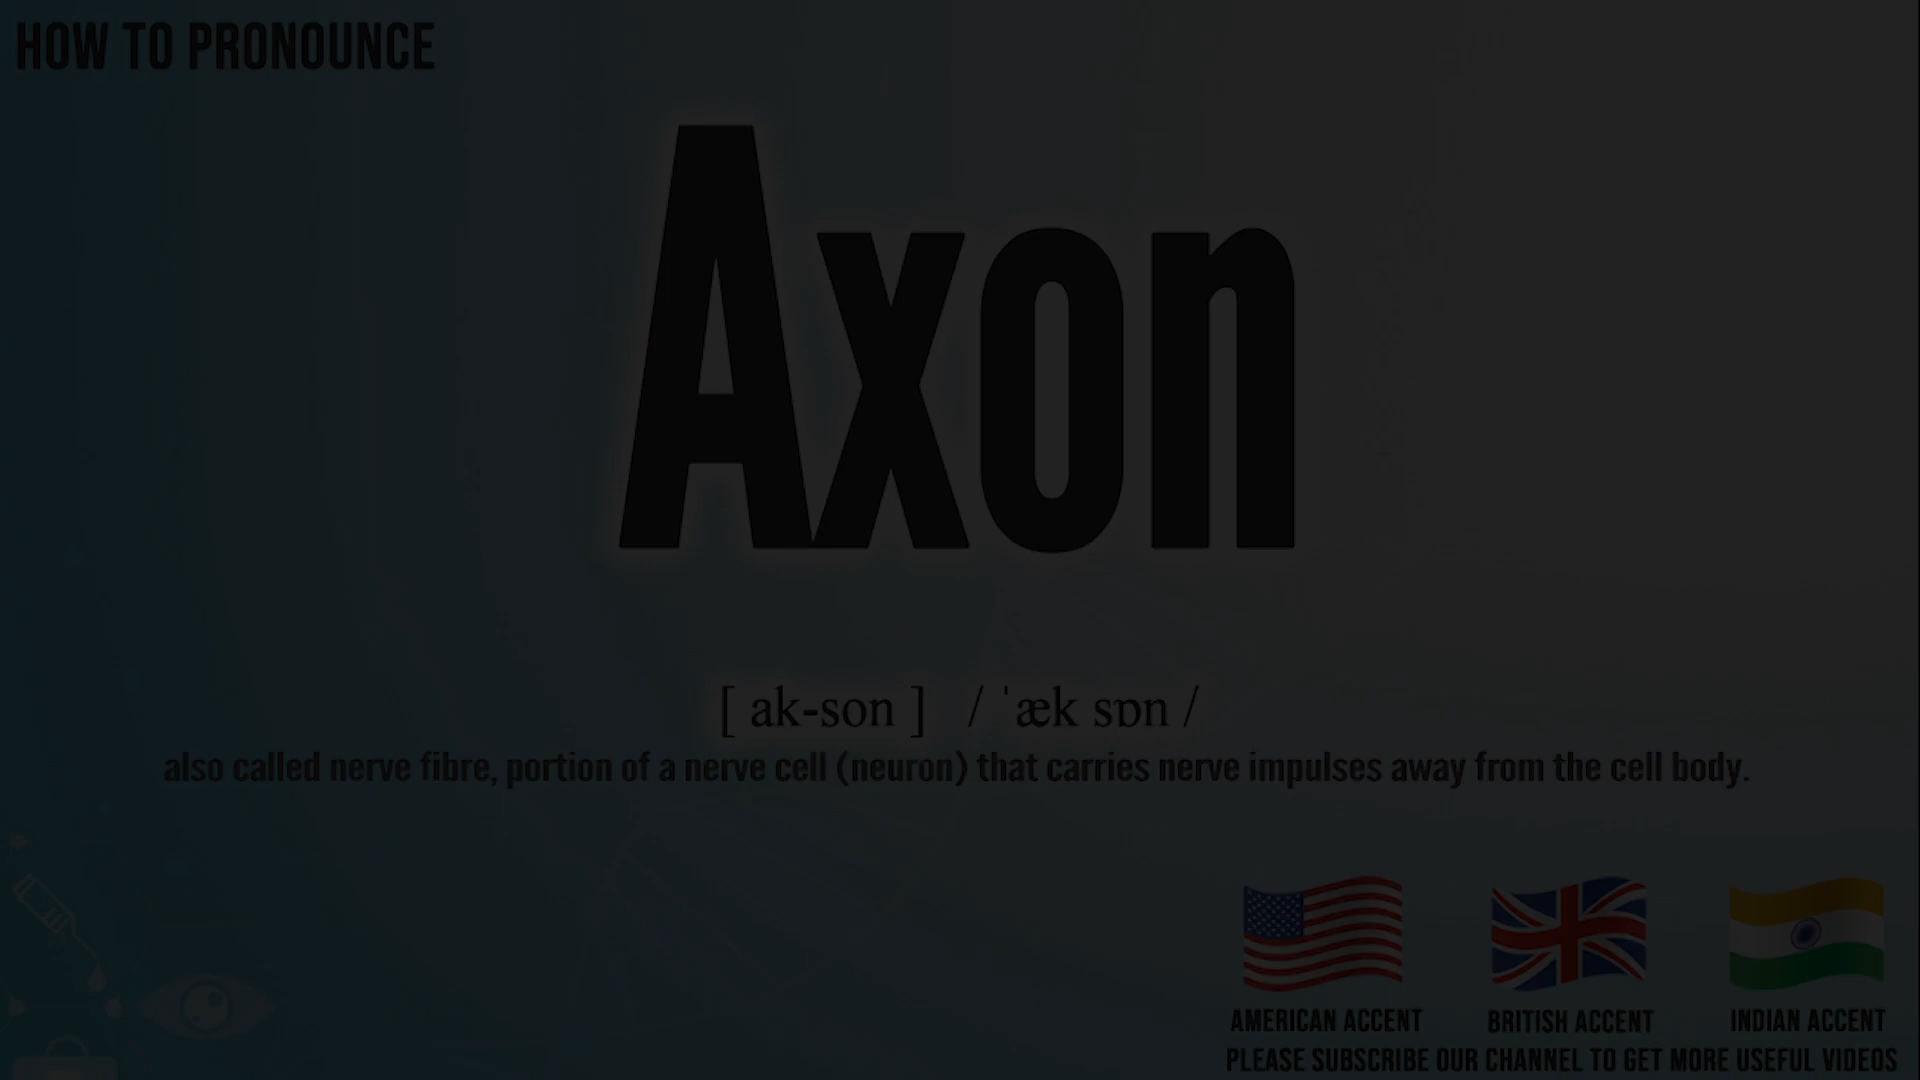 HOW TO PRONOUNCE
Axon
[ ak-son ] / ˈæk sɒn /
also called nerve fibre, portion of a nerve cell (neuron) that carries nerve impulses away from the cell body.
AMERICAN ACCENT BRITISH ACCENT INDIAN ACCENT
PLEASE SUBSCRIBE OUR CHANNEL TO GET MORE USEFUL VIDEOS